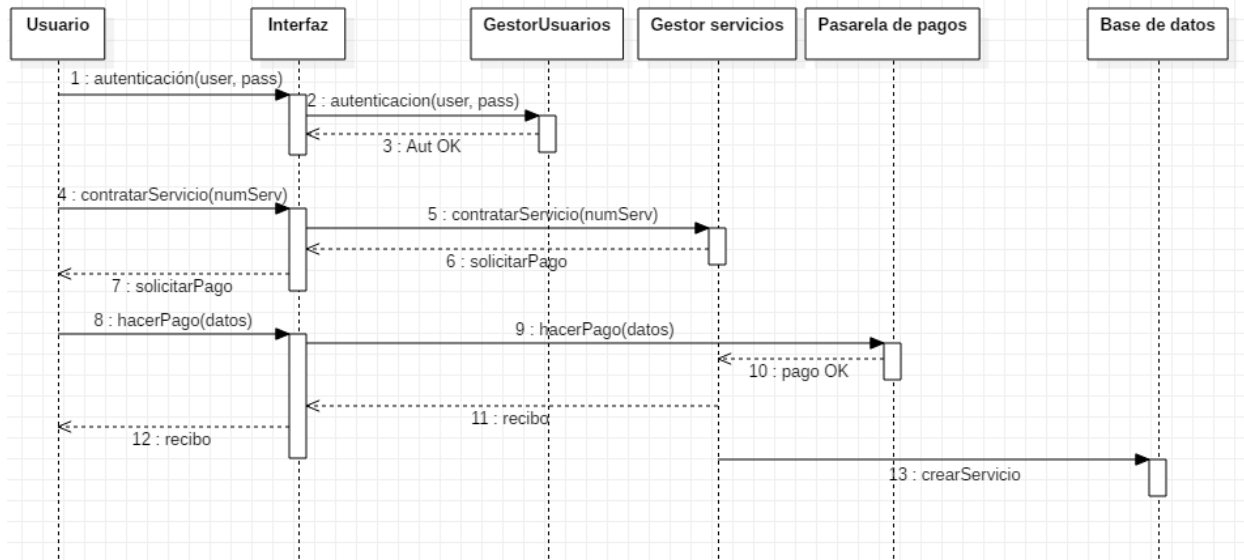 Usuario
Interfaz
GestorUsuarios
Gestor servicios
Pasarela de pagos
Base de datos
1 : autenticación(user, pass)
2 : autenticacion(user, pass)
3 : Aut OK
4 : contratarServicio(numServ)
5 : contratarServicio(numServ)
6 : solicitarPago
7 : solicitarPago
8 : hacerPago(datos)
9 : hacerPago(datos)
10 : pago OK
11 : recibo
12 : recibo
13 : crearServicio